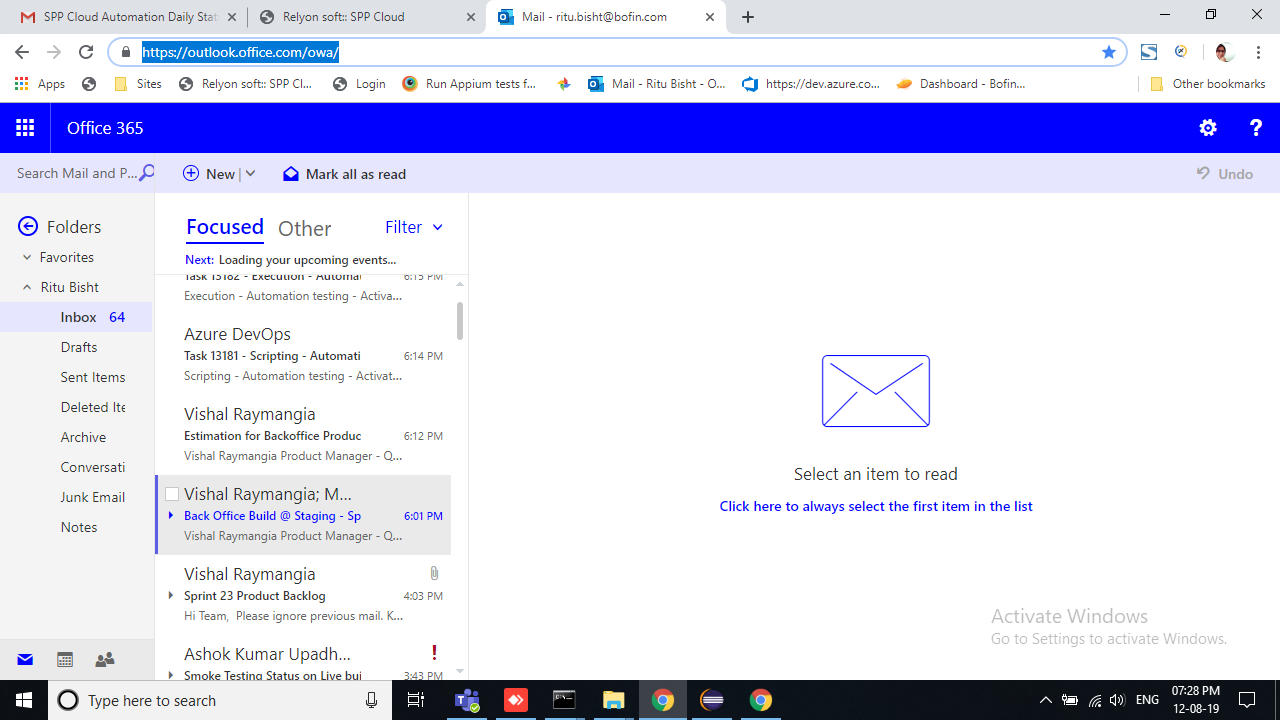 SPP Cloud Automation Daily Stat
Relyon soft:: SPP Cloud
Mail - ritu.bisht@bofin.com
https://outlook.office.com/owa/
Apps
Sites
Relyon soft:: SPP Cl...
Login
Run Appium tests f...
Mail - Ritu Bisht - O...
https://dev.azure.co...
Dashboard - Bofin...
Other bookmarks
Office 365
?
Search Mail and P...
New
Mark all as read
Undo
Folders
Favorites
Ritu Bisht
Inbox 64
Drafts
Sent Items
Deleted Ite
Archive
Conversati
Junk Email
Notes
Focused Other Filter
Next: Loading your upcoming events...
Task 13182 - Execution - Automat 6:15 PM
Execution - Automation testing - Activa...
Azure DevOps
Task 13181 - Scripting - Automati 6:14 PM
Scripting - Automation testing - Activat...
Vishal Raymangia
Estimation for Backoffice Produc 6:12 PM
Vishal Raymangia Product Manager - Q...
Vishal Raymangia; M...
Back Office Build @ Staging - Sp 6:01 PM
Vishal Raymangia Product Manager - Q...
Vishal Raymangia
Sprint 23 Product Backlog 4:03 PM
Hi Team, Please ignore previous mail. K...
Ashok Kumar Upadh... !
Smoke Testing Status on Live bui 3:43 PM
Select an item to read
Click here to always select the first item in the list
Activate Windows
Go to Settings to activate Windows.
Type here to search
ENG
07:28 PM
12-08-19